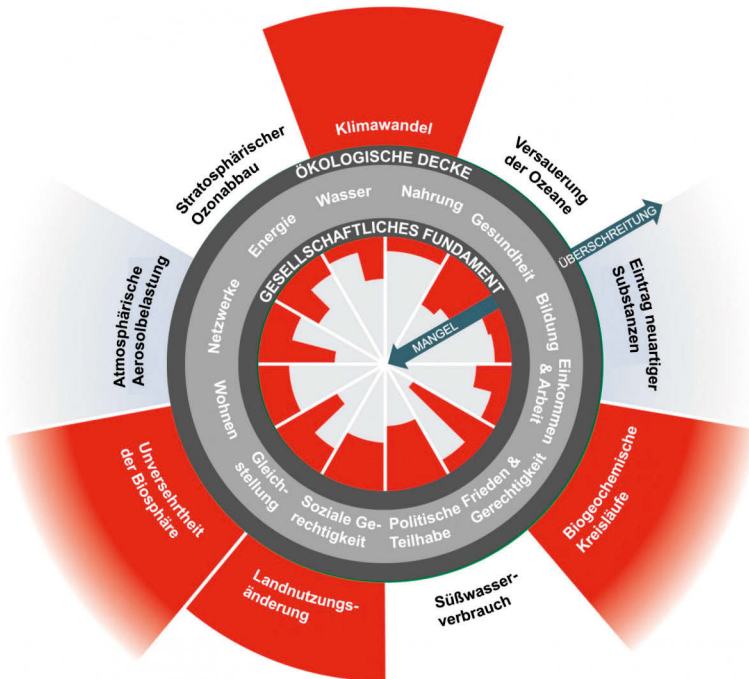 Klimawandel
ÖKOLOGISCHE DECKE
Stratosphärischer
Ozonabbau
Versauerung
der Ozeane
ÜBERSCHREITUNG
Eintrag neuartiger
Substanzen
Biogeochemische
Kreisläufe
Süßwasser-
verbrauch
Landnutzungs-
änderung
Unversehrtheit
der Biosphäre
Atmosphärische
Aerosolbelastung
Wasser
Nahrung
Gesundheit
Bildung
Einkommen
& Arbeit
Frieden &
Gerechtigkeit
Politische
Teilhabe
Soziale Ge-
rechtigkeit
Gleich-
stellung
Wohnen
Netzwerke
Energie
GESELLSCHAFTLICHES FUNDAMENT
MANGEL